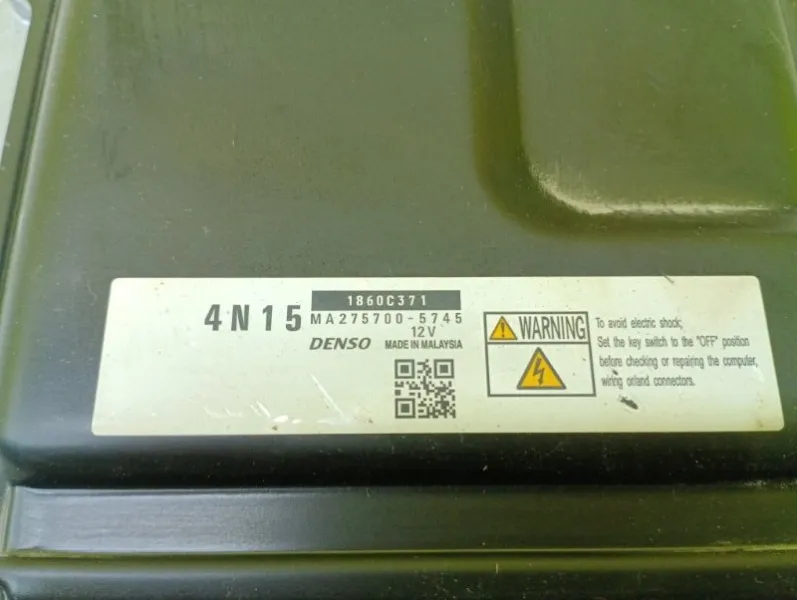 4N15
1860C371
MA275700-5745
12V
DENSO MADE IN MALAYSIA
WARNING
To avoid electric shock;
Set the key switch to the "OFF" position
before checking or repairing the computer,
wiring or/and connectors.